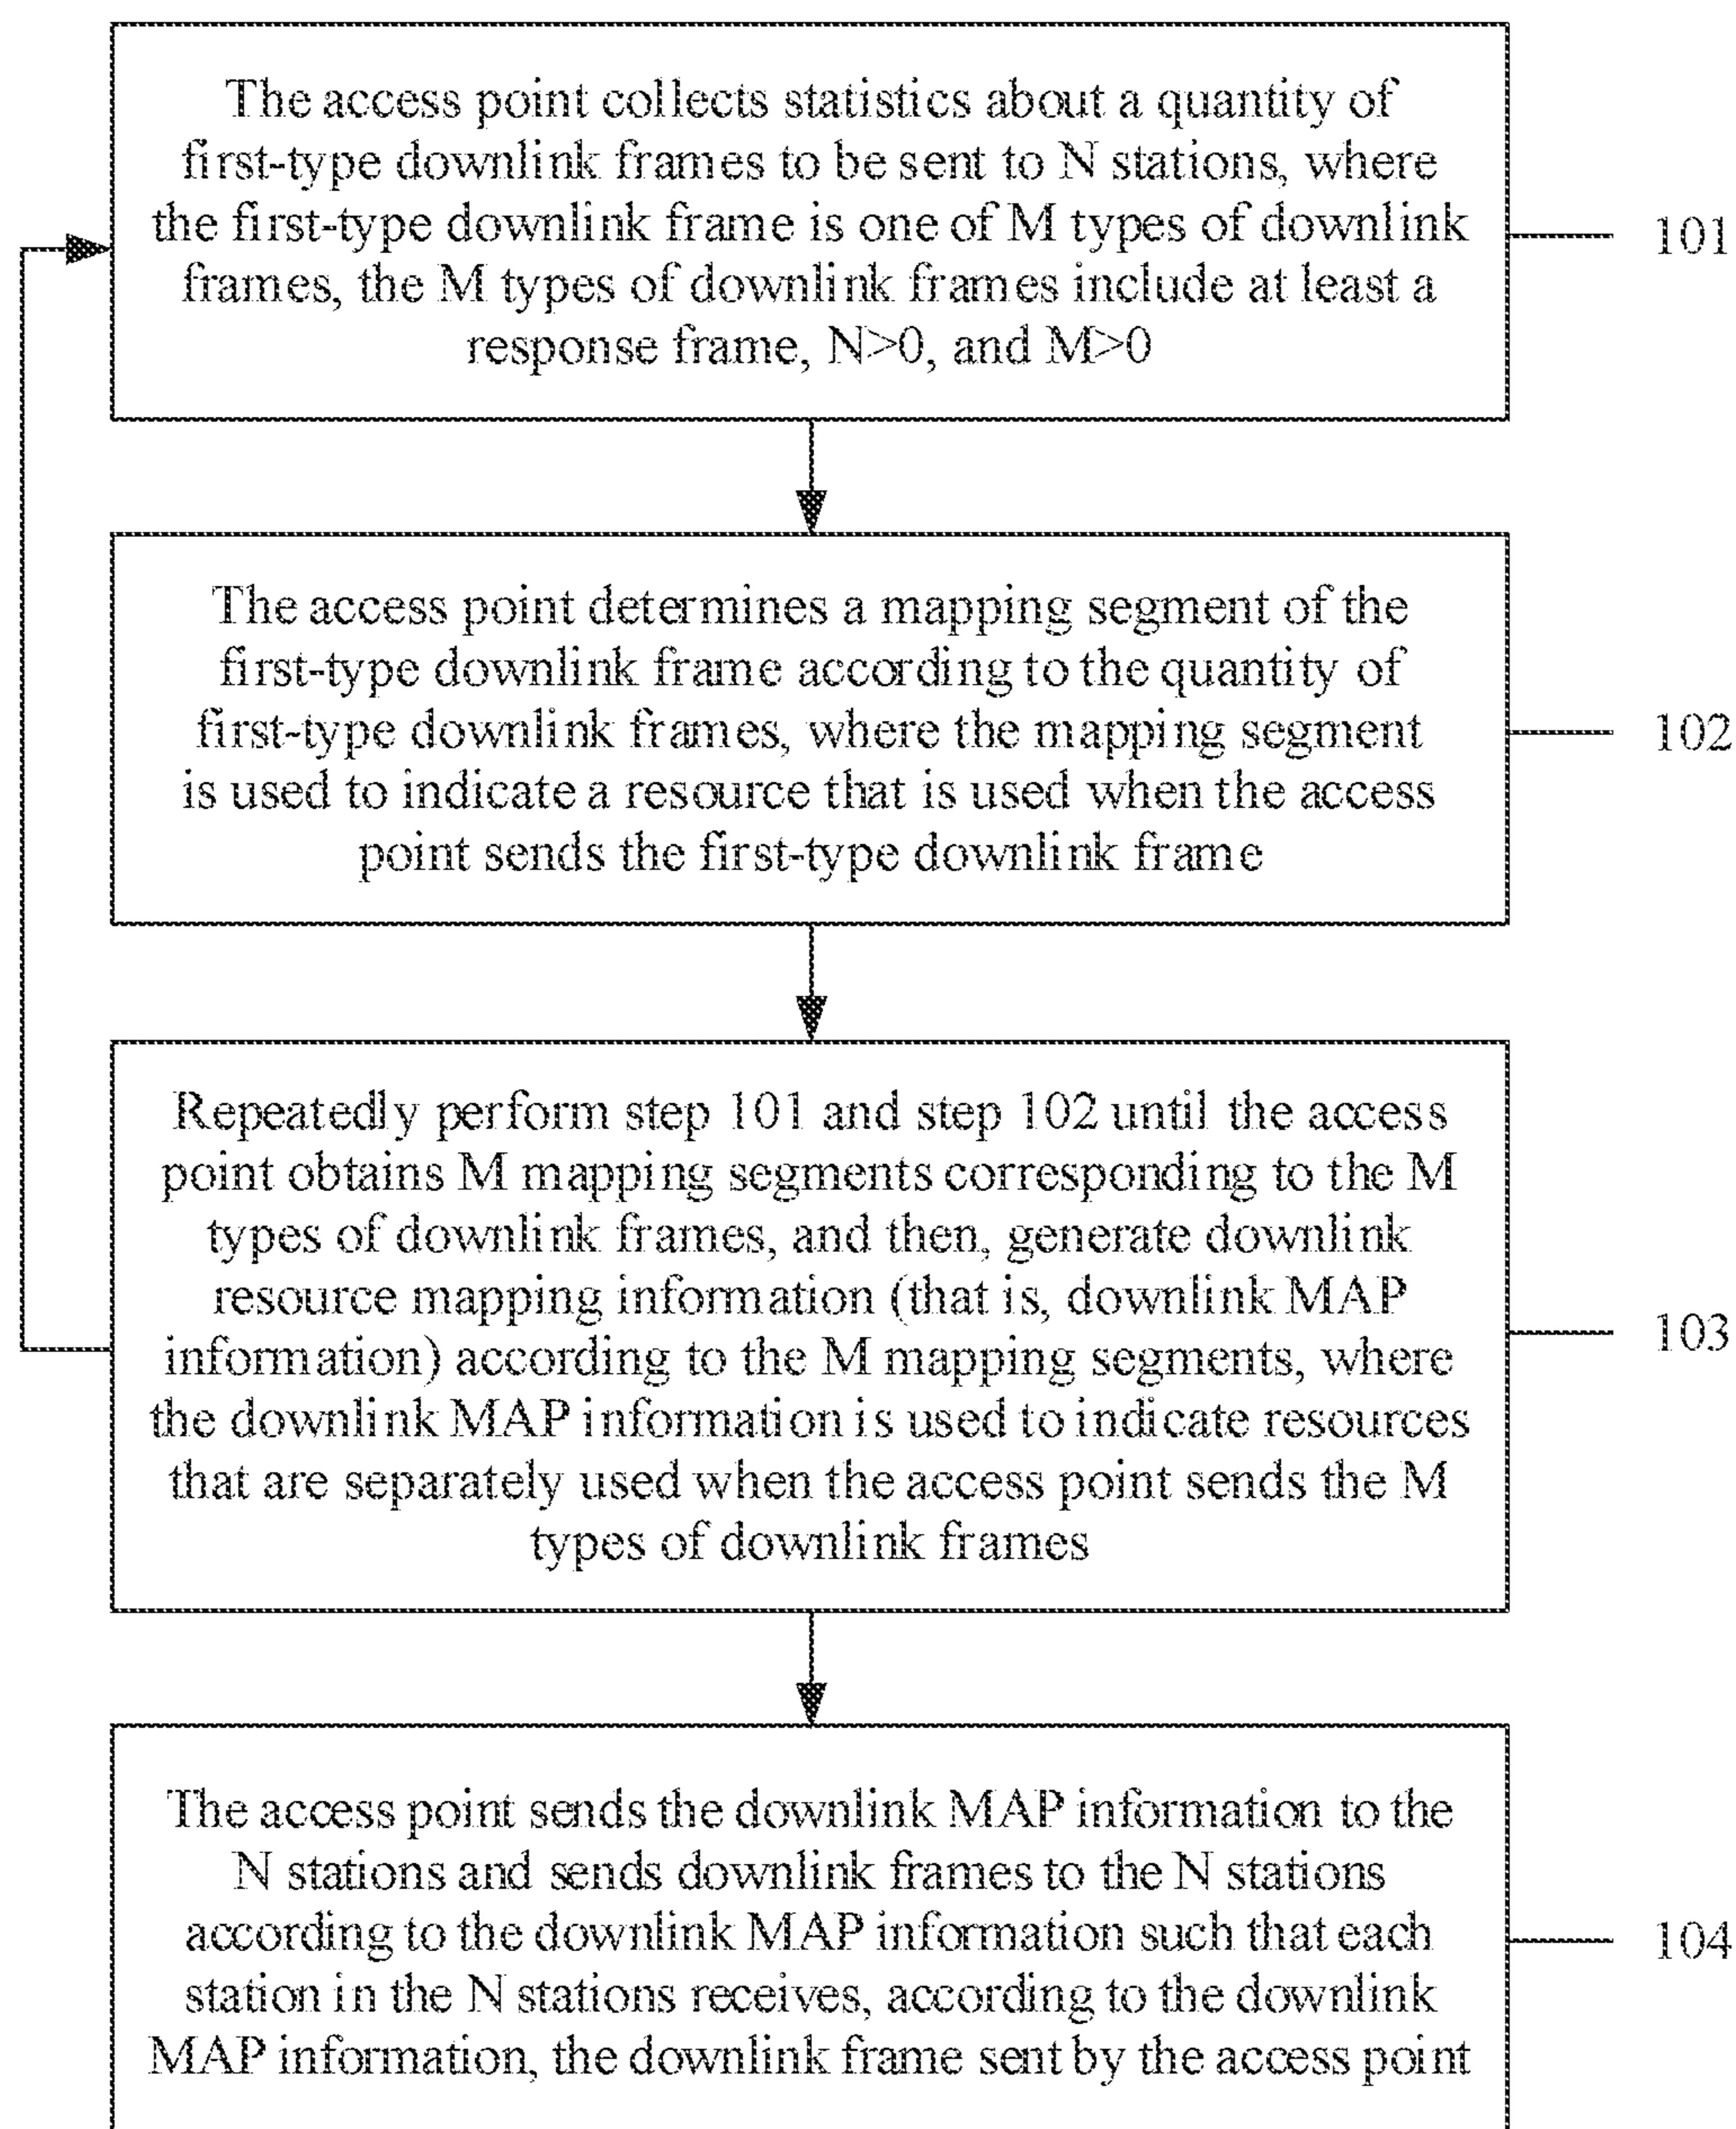 The access point collects statistics about a quantity of
first-type downlink frames to be sent to N stations, where
the first-type downlink frame is one of M types of downlink
frames, the M types of downlink frames include at least a
response frame, N>0, and M>0
101
The access point determines a mapping segment of the
first-type downlink frame according to the quantity of
first-type downlink frames, where the mapping segment
is used to indicate a resource that is used when the access
point sends the first-type downlink frame
102
Repeatedly perform step 101 and step 102 until the access
point obtains M mapping segments corresponding to the M
types of downlink frames, and then, generate downlink
resource mapping information (that is, downlink MAP
information) according to the M mapping segments, where
the downlink MAP information is used to indicate resources
that are separately used when the access point sends the M
types of downlink frames
103
The access point sends the downlink MAP information to the
N stations and sends downlink frames to the N stations
according to the downlink MAP information such that each
station in the N stations receives, according to the downlink
MAP information, the downlink frame sent by the access point
104